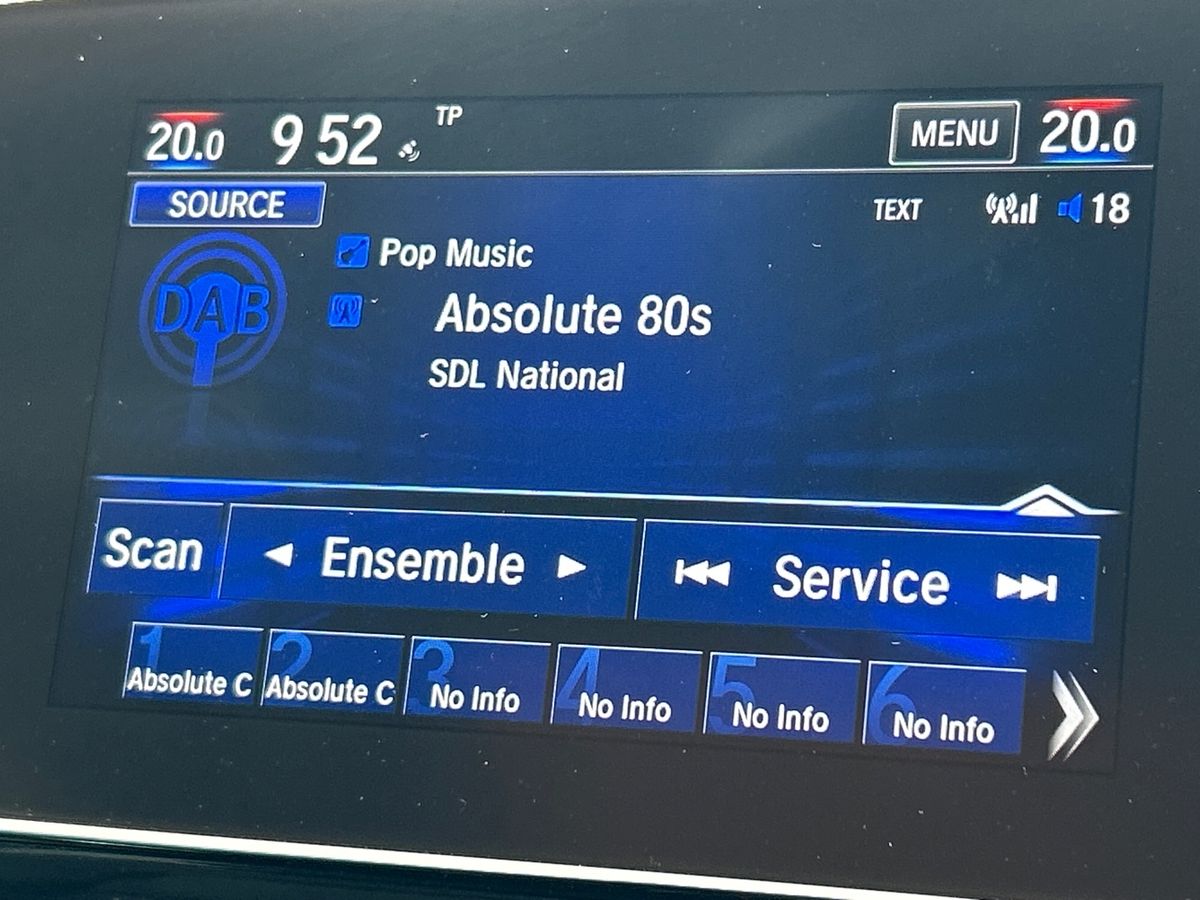 20.0 9 52 TP MENU 20.0
SOURCE TEXT 18
DAB
Pop Music
Absolute 80s
SDL National
Scan Ensemble Service
1 2 3 4 5 6
Absolute C Absolute C No Info No Info No Info No Info